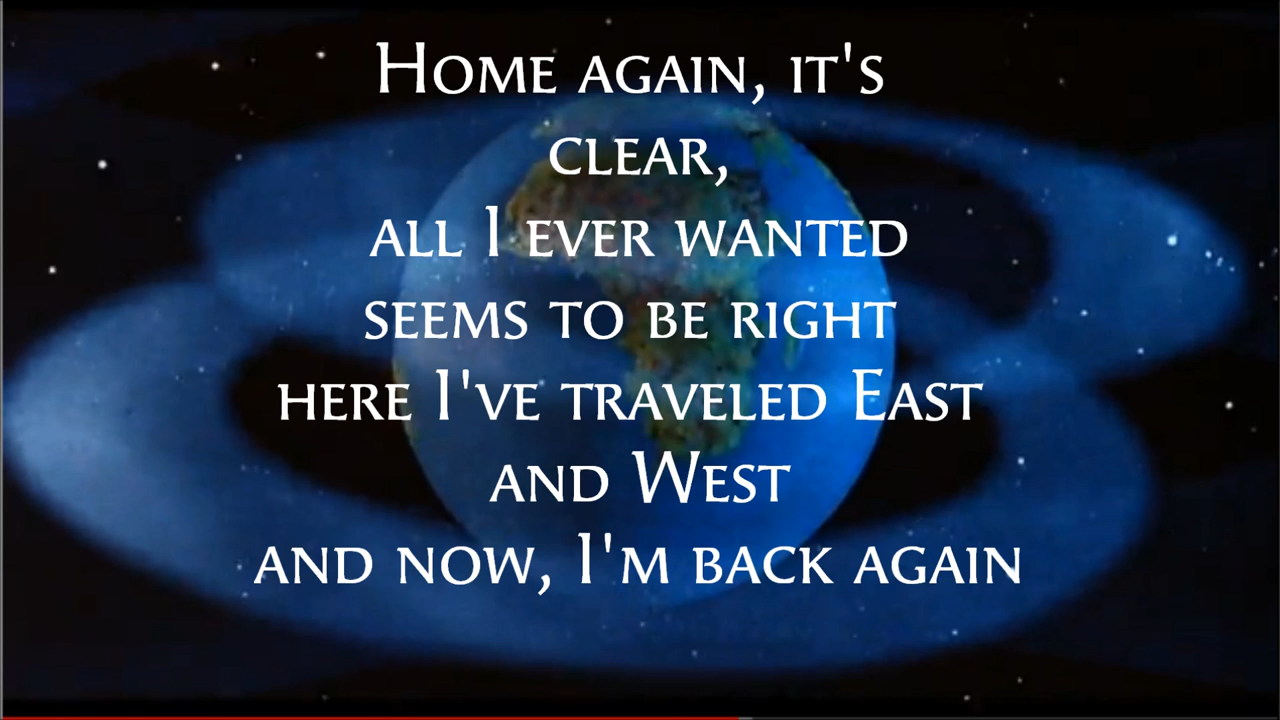 Home again, it's
clear,
all I ever wanted
seems to be right
here I've traveled East
and West
and now, I'm back again